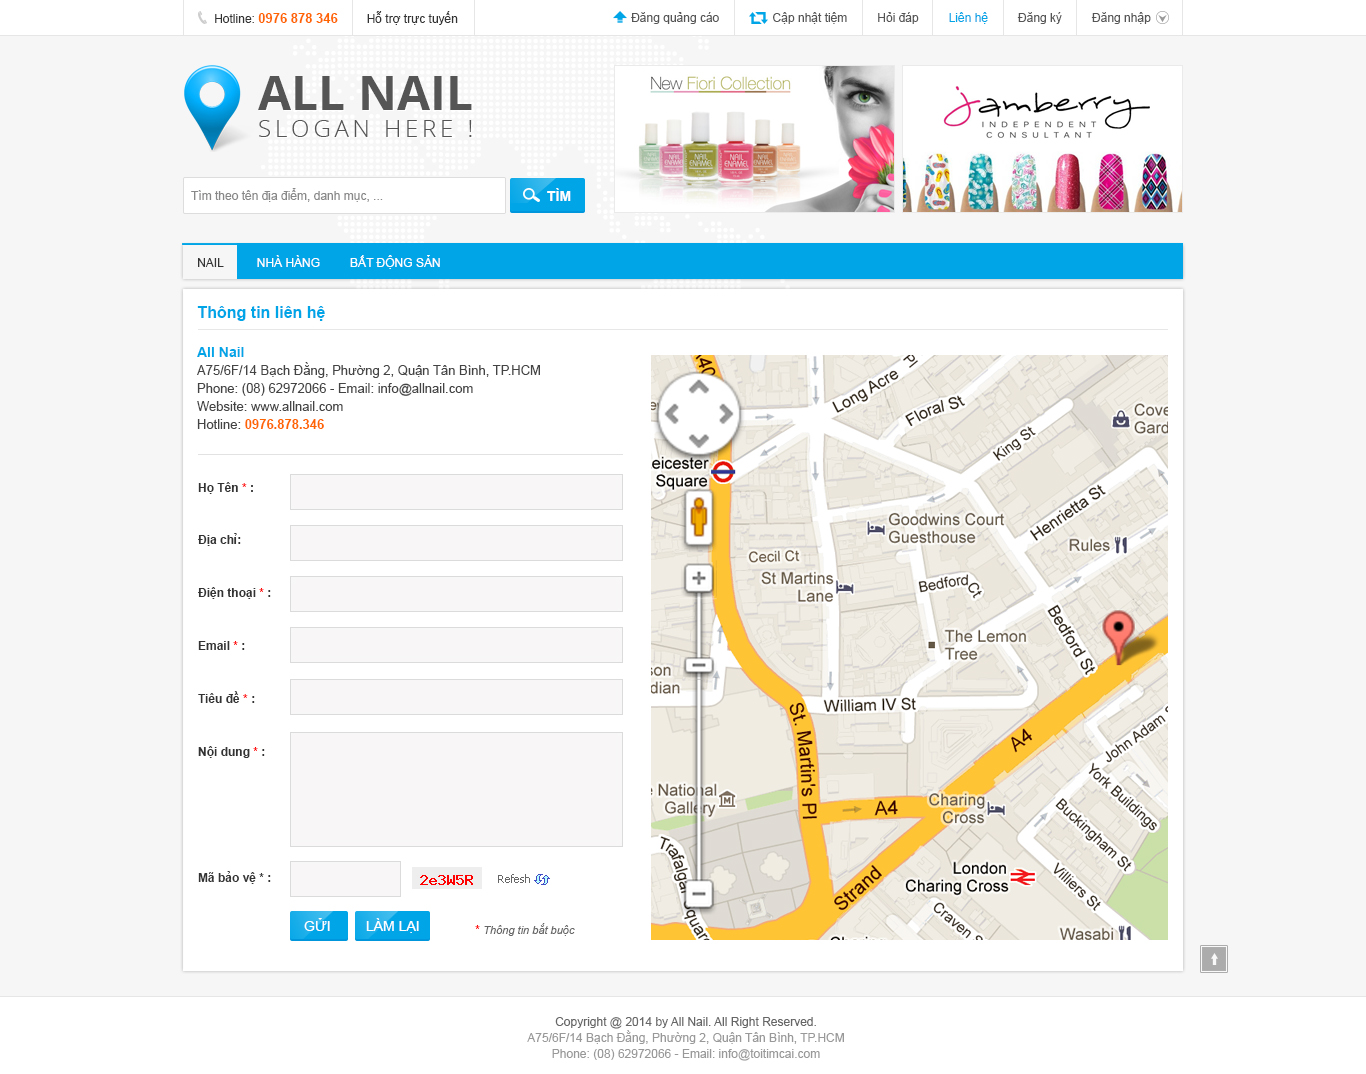 Hotline: 0976 878 346
Hỗ trợ trực tuyến
Đăng quảng cáo
Cập nhật tiệm
Hỏi đáp
Liên hệ
Đăng ký
Đăng nhập
ALL NAIL
SLOGAN HERE !
Tìm theo tên địa điểm, danh mục, ...
TÌM
New Fiori Collection
NAIL ENAMEL
NAIL ENAMEL
NAIL ENAMEL
NAIL ENAMEL
jamberry
INDEPENDENT
CONSULTANT
NAIL
NHÀ HÀNG
BẤT ĐỘNG SẢN
Thông tin liên hệ
All Nail
A75/6F/14 Bạch Đằng, Phường 2, Quận Tân Bình, TP.HCM
Phone: (08) 62972066 - Email: info@allnail.com
Website: www.allnail.com
Hotline: 0976.878.346
Họ Tên * :
Địa chỉ:
Điện thoại * :
Email * :
Tiêu đề * :
Nội dung * :
Mã bảo vệ * :
2e3W5R
Refesh
GỬI
LÀM LẠI
* Thông tin bắt buộc
Long Acre
Floral St
King St
Cove
Gard
eicester
Square
Goodwins Court
Guesthouse
Henrietta St
Rules
Cecil Ct
St Martins
Lane
Bedford Ct
The Lemon
Tree
Bedford St
son
dian
William IV St
St. Martin's Pl
A4
John Adam S
York Buildings
Buckingham St
e National
Gallery
A4
Charing
Cross
Trafalgar Square
London
Charing Cross
Strand
Villiers St
Craven S
Wasabi
Copyright @ 2014 by All Nail. All Right Reserved.
A75/6F/14 Bạch Đằng, Phường 2, Quận Tân Bình, TP.HCM
Phone: (08) 62972066 - Email: info@toitimcai.com